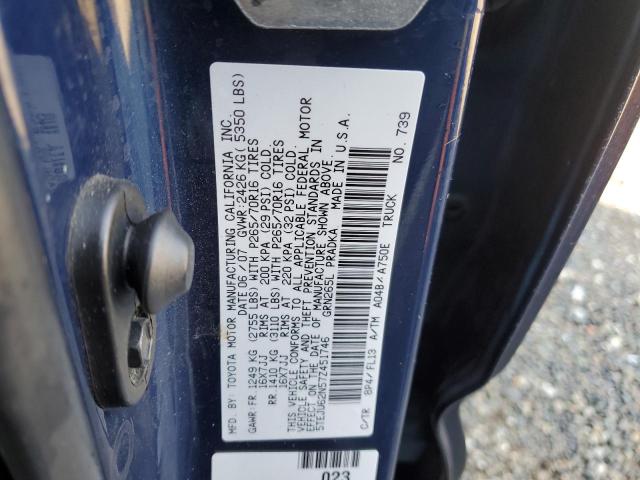 MFD. BY: TOYOTA MOTOR MANUFACTURING CALIFORNIA INC.
DATE 06 / 07 GVWR: 2426 KG ( 5350 LBS)
GAWR: FR. 1249 KG (2755 LBS) WITH P265/70R16 TIRES
16X7JJ RIMS AT 200 KPA (29 PSI) COLD.
RR. 1410 KG (3110 LBS) WITH P265/70R16 TIRES
16X7JJ RIMS AT 220 KPA (32 PSI) COLD.
THIS VEHICLE CONFORMS TO ALL APPLICABLE FEDERAL MOTOR
VEHICLE SAFETY AND THEFT PREVENTION STANDARDS IN
EFFECT ON THE DATE OF MANUFACTURE SHOWN ABOVE.
5TEJU62N57Z451746 GRN265L PRADKA MADE IN U.S.A.
C/TR 8P4/ FL13 A/TM A04B/ A750E TRUCK
NO. 739
023